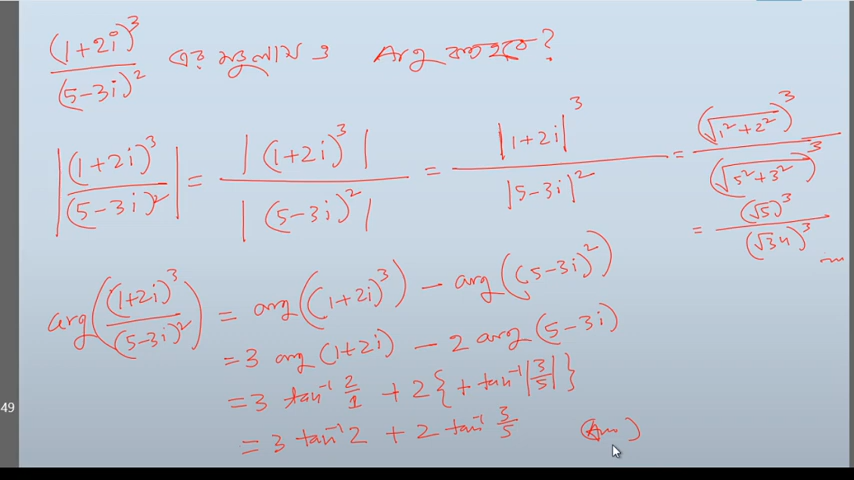 (1+2i)³/(5-3i)² এর মডুলাস ও Arg কত হবে?
|(1+2i)³/(5-3i)²| = |(1+2i)³|/|(5-3i)²| = |1+2i|³/|5-3i|² = (√1²+2²)³/(√5²+3²)³
= (√5)³/(√34)³
arg((1+2i)³/(5-3i)²) = arg((1+2i)³) - arg((5-3i)²)
= 3 arg(1+2i) - 2 arg(5-3i)
= 3 tan⁻¹ 2/1 + 2{+ tan⁻¹|3/5|}
= 3 tan⁻¹ 2 + 2 tan⁻¹ 3/5 (Ans)
49